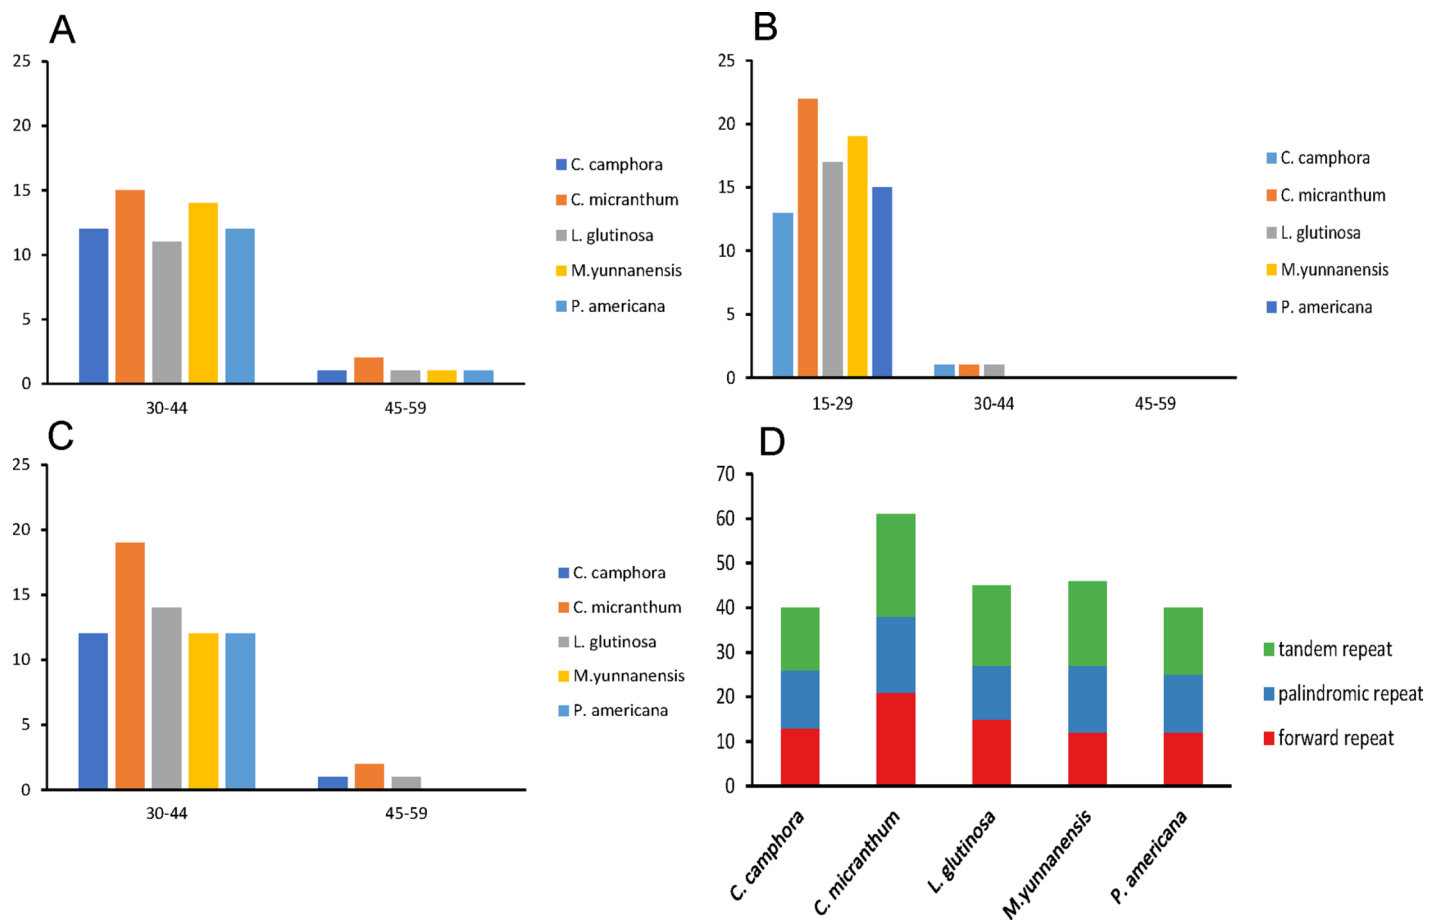 A
25
20
15
10
5
0
30-44
45-59
C. camphora
C. micranthum
L. glutinosa
M.yunnanensis
P. americana
B
25
20
15
10
5
0
15-29
30-44
45-59
C. camphora
C. micranthum
L. glutinosa
M.yunnanensis
P. americana
C
25
20
15
10
5
0
30-44
45-59
C. camphora
C. micranthum
L. glutinosa
M.yunnanensis
P. americana
D
70
60
50
40
30
20
10
0
C. camphora
C. micranthum
L. glutinosa
M.yunnanensis
P. americana
tandem repeat
palindromic repeat
forward repeat